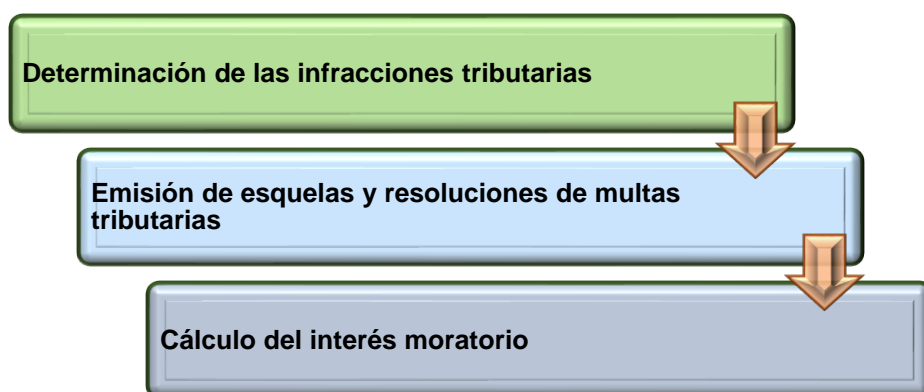 Determinación de las infracciones tributarias
Emisión de esquelas y resoluciones de multas
tributarias
Cálculo del interés moratorio